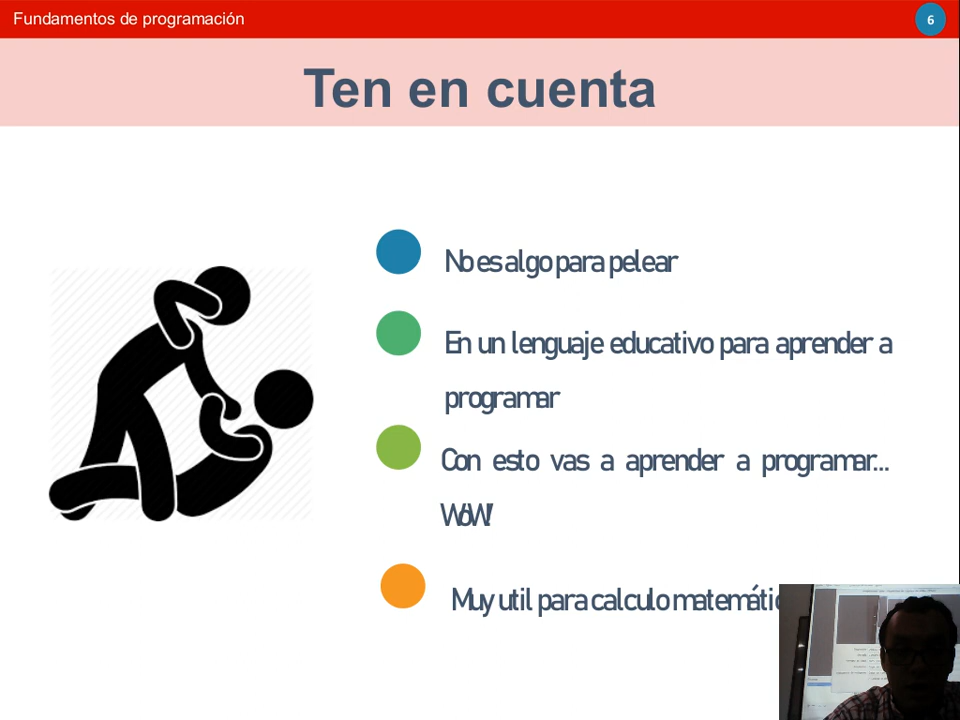 Fundamentos de programación
6
Ten en cuenta
No es algo para pelear
En un lenguaje educativo para aprender a
programar
Con esto vas a aprender a programar...
WoW!
Muy util para calculo